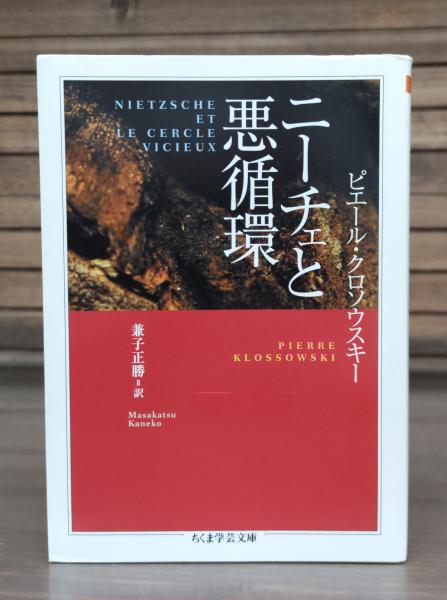 NIETZSCHE
ET
LE CERCLE
VICIEUX
ニーチェと
悪循環
ピエール・クロソウスキー
PIERRE
KLOSSOWSKI
兼子正勝=訳
Masakatsu
Kaneko
ちくま学芸文庫